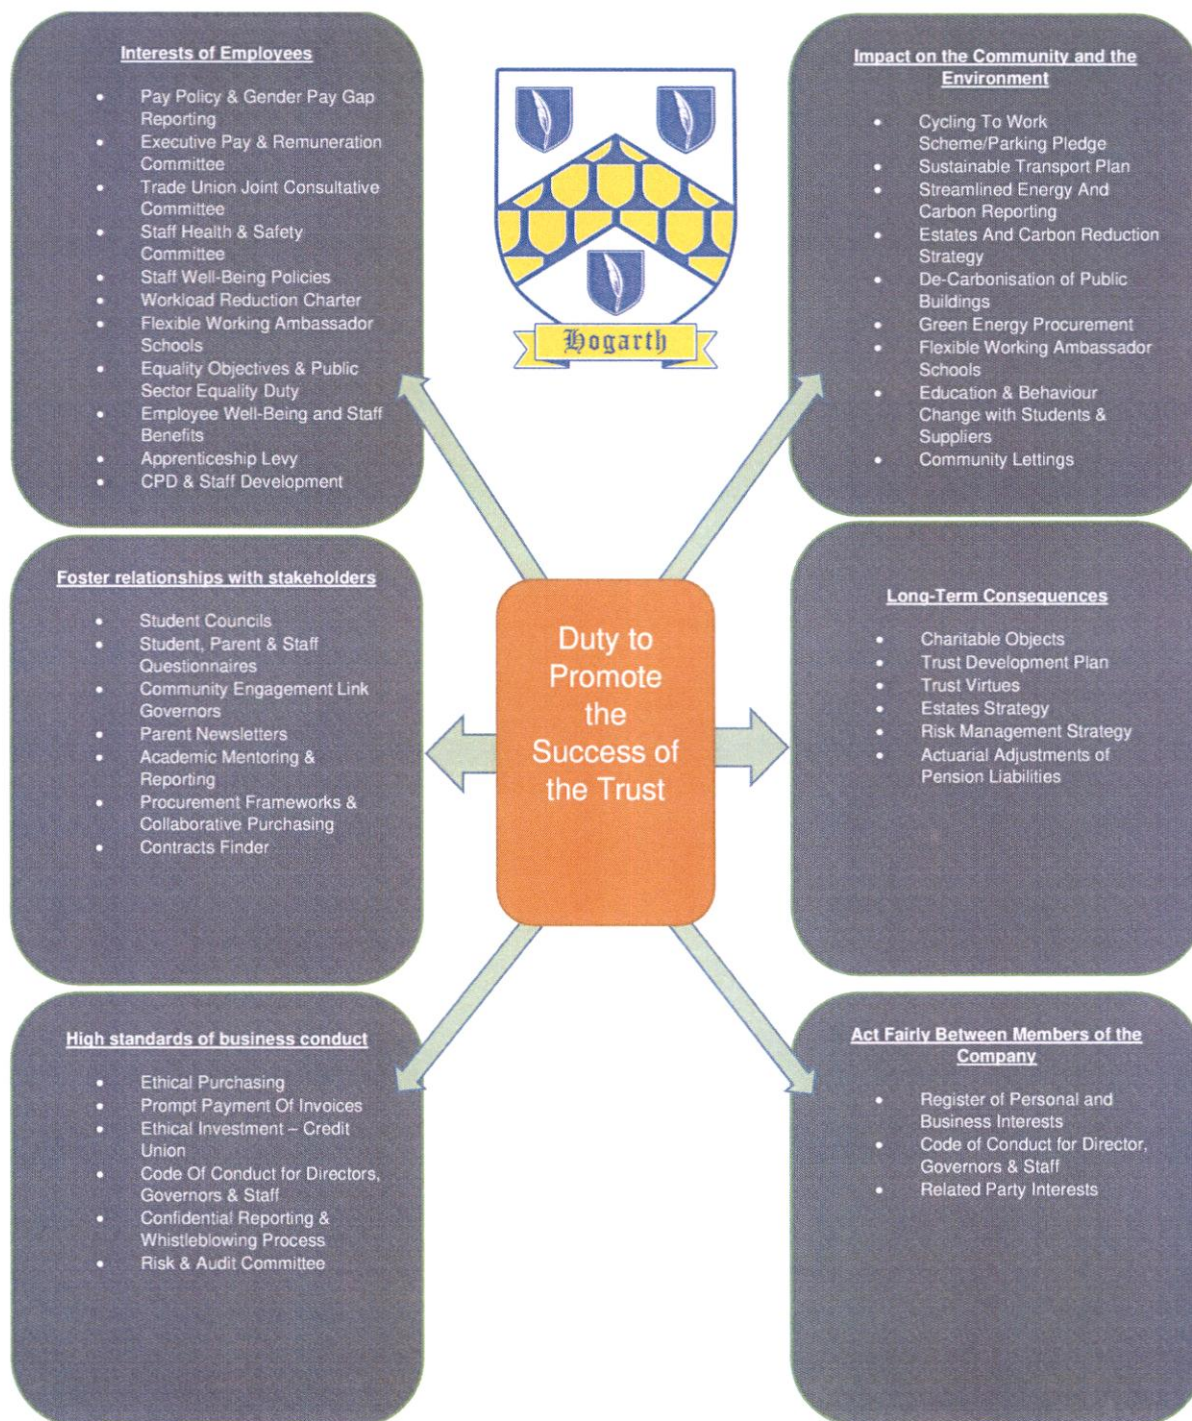 Interests of Employees
• Pay Policy & Gender Pay Gap
Reporting
• Executive Pay & Remuneration
Committee
• Trade Union Joint Consultative
Committee
• Staff Health & Safety
Committee
• Staff Well-Being Policies
• Workload Reduction Charter
• Flexible Working Ambassador
Schools
• Equality Objectives & Public
Sector Equality Duty
• Employee Well-Being and Staff
Benefits
• Apprenticeship Levy
• CPD & Staff Development
Hogarth
Impact on the Community and the
Environment
• Cycling To Work
Scheme/Parking Pledge
• Sustainable Transport Plan
• Streamlined Energy And
Carbon Reporting
• Estates And Carbon Reduction
Strategy
• De-Carbonisation of Public
Buildings
• Green Energy Procurement
• Flexible Working Ambassador
Schools
• Education & Behaviour
Change with Students &
Suppliers
• Community Lettings
Foster relationships with stakeholders
• Student Councils
• Student, Parent & Staff
Questionnaires
• Community Engagement Link
Governors
• Parent Newsletters
• Academic Mentoring &
Reporting
• Procurement Frameworks &
Collaborative Purchasing
• Contracts Finder
Duty to
Promote
the
Success of
the Trust
Long-Term Consequences
• Charitable Objects
• Trust Development Plan
• Trust Virtues
• Estates Strategy
• Risk Management Strategy
• Actuarial Adjustments of
Pension Liabilities
High standards of business conduct
• Ethical Purchasing
• Prompt Payment Of Invoices
• Ethical Investment – Credit
Union
• Code Of Conduct for Directors,
Governors & Staff
• Confidential Reporting &
Whistleblowing Process
• Risk & Audit Committee
Act Fairly Between Members of the
Company
• Register of Personal and
Business Interests
• Code of Conduct for Director,
Governors & Staff
• Related Party Interests